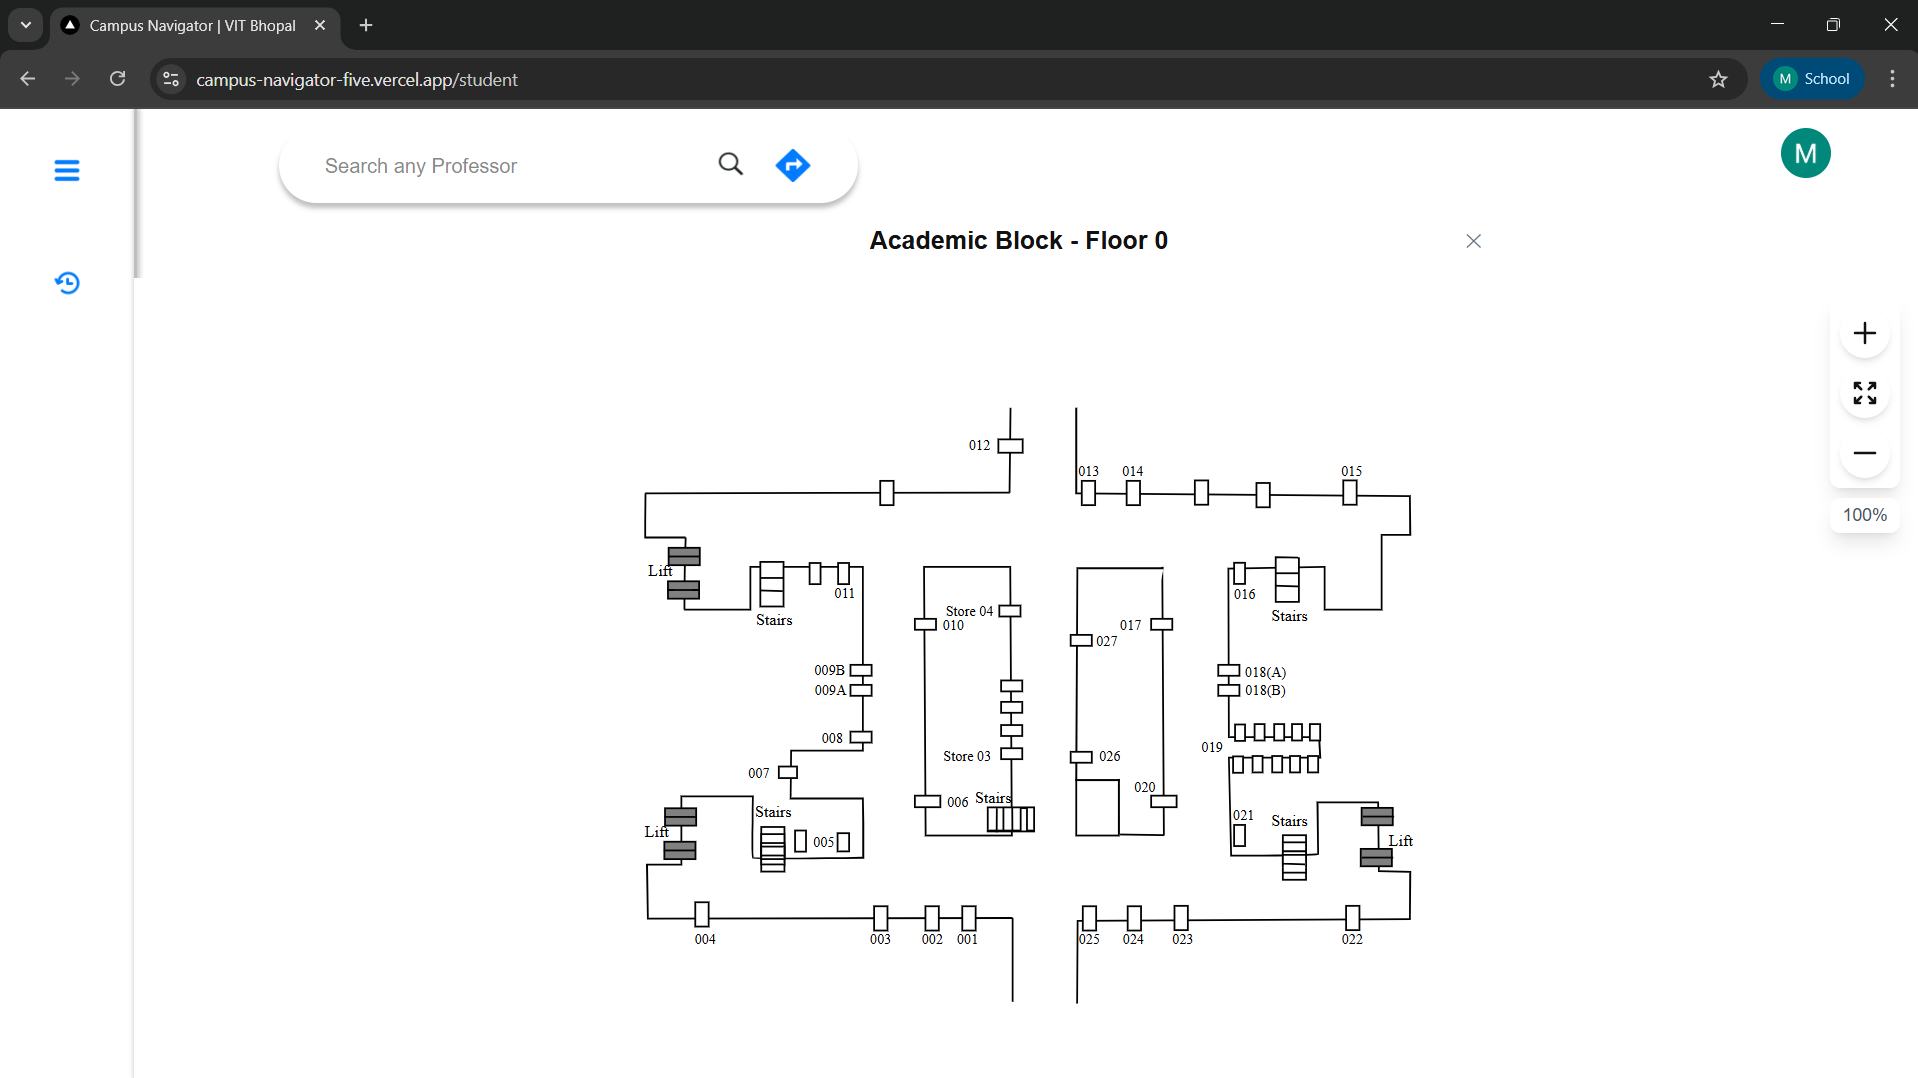 Campus Navigator | VIT Bhopal
campus-navigator-five.vercel.app/student
M School
Search any Professor
M
Academic Block - Floor 0
100%
012
013 014 015
Lift
011
Stairs
016
Stairs
Store 04
010
017
027
009B
009A
018(A)
018(B)
008
019
Store 03
026
007
020
006 Stairs
Stairs
021
Stairs
Lift
005
Lift
004 003 002 001
025 024 023 022